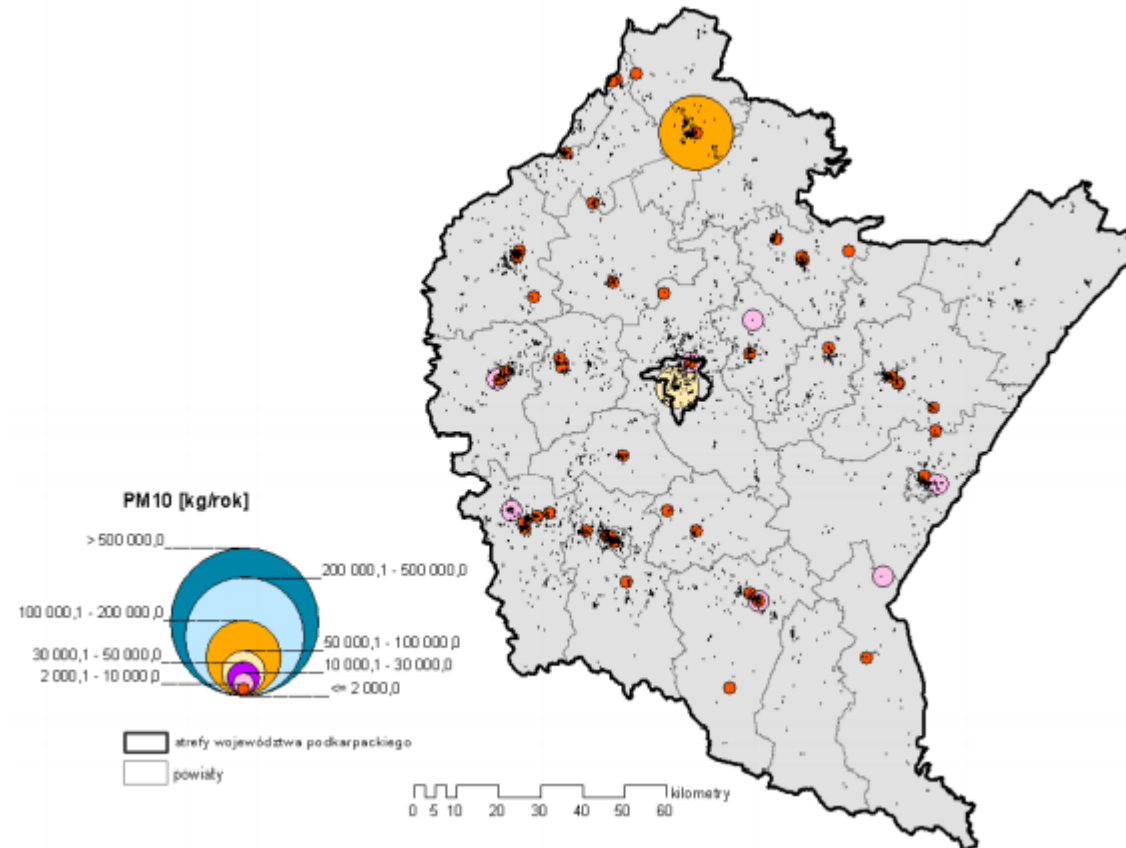 PM10 [kg/rok]
> 500 000,0
200 000,1 - 500 000,0
100 000,1 - 200 000,0
50 000,1 - 100 000,0
30 000,1 - 50 000,0
10 000,1 - 30 000,0
2 000,1 - 10 000,0
<= 2 000,0
strefy województwa podkarpackiego
powiaty
kilometry
0 5 10 20 30 40 50 60